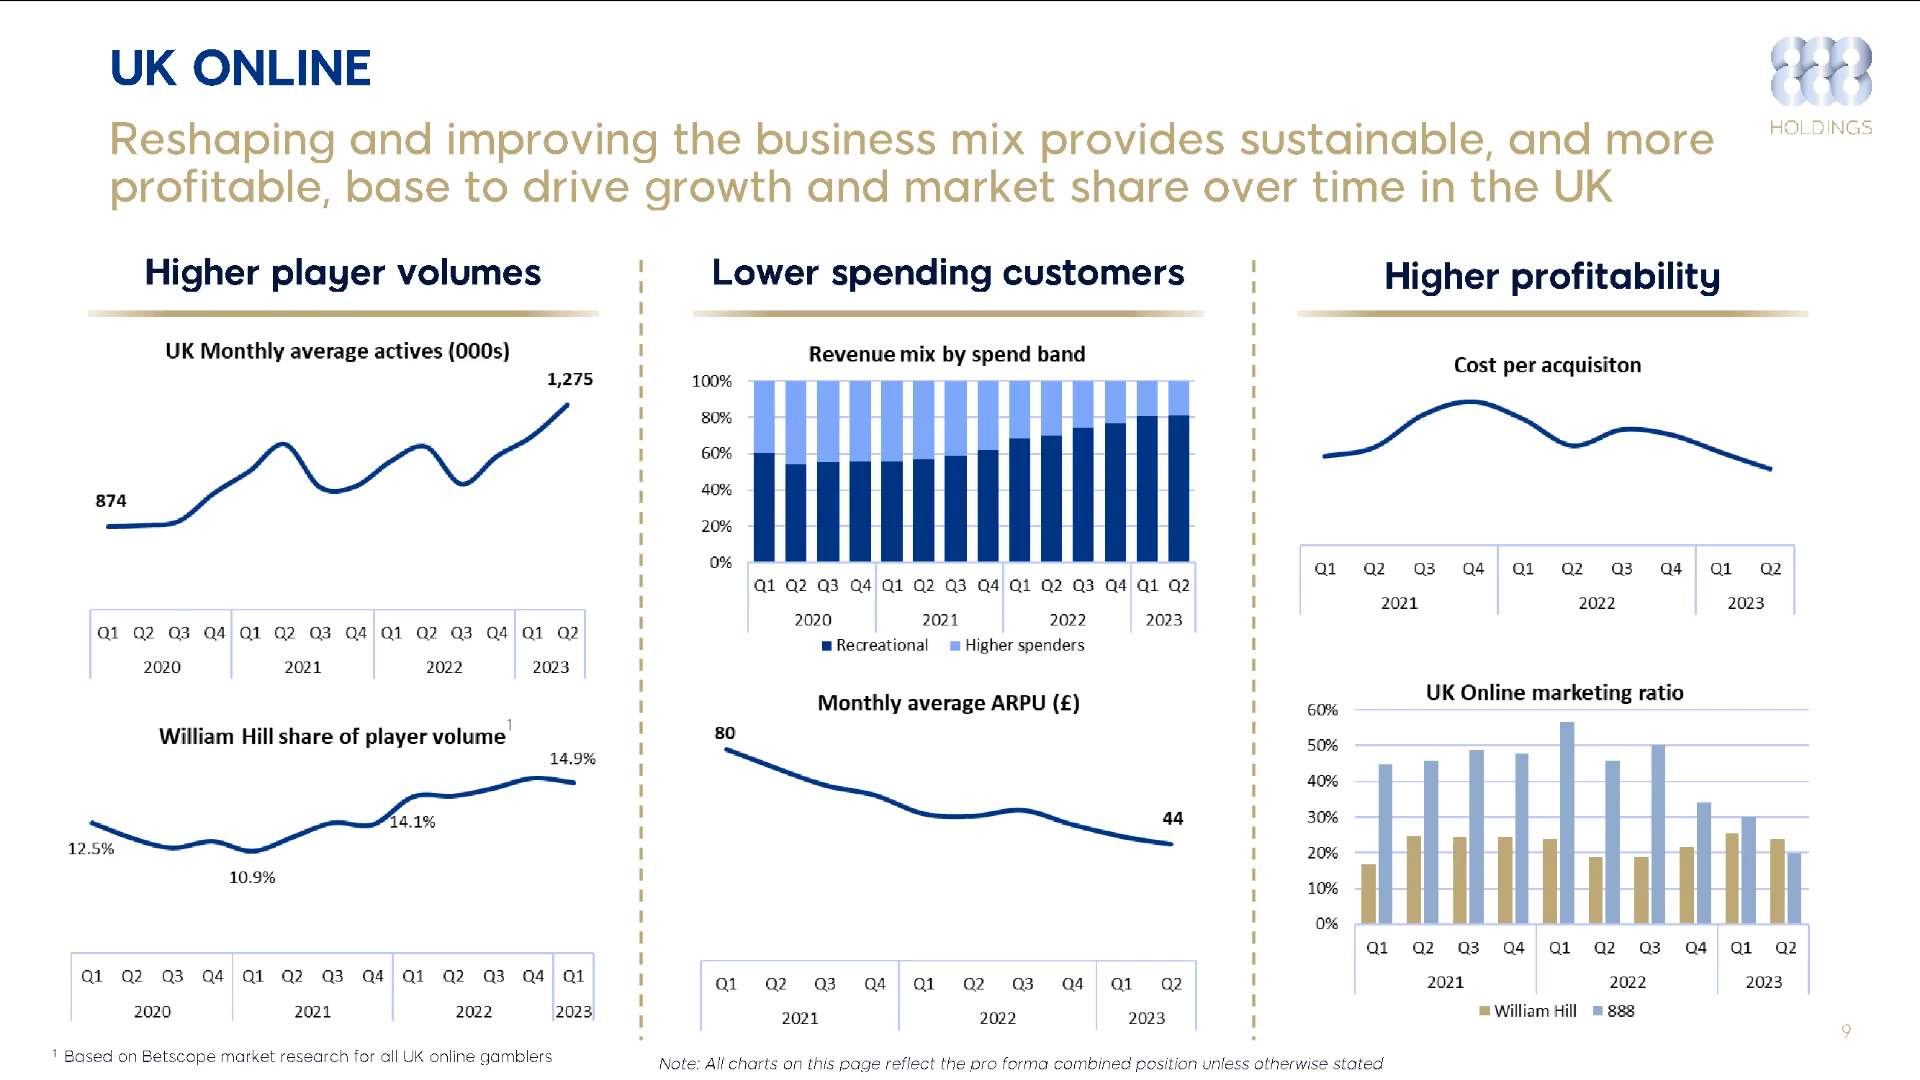 UK ONLINE
HOLDINGS
Reshaping and improving the business mix provides sustainable, and more
profitable, base to drive growth and market share over time in the UK
Higher player volumes
UK Monthly average actives (000s)
1,275
874
Q1 Q2 Q3 Q4 Q1 Q2 Q3 Q4 Q1 Q2 Q3 Q4 Q1 Q2
2020 2021 2022 2023
William Hill share of player volume¹
14.9%
14.1%
12.5%
10.9%
Q1 Q2 Q3 Q4 Q1 Q2 Q3 Q4 Q1 Q2 Q3 Q4 Q1
2020 2021 2022 2023
¹ Based on Betscope market research for all UK online gamblers
Lower spending customers
Revenue mix by spend band
100%
80%
60%
40%
20%
0%
Q1 Q2 Q3 Q4 Q1 Q2 Q3 Q4 Q1 Q2 Q3 Q4 Q1 Q2
2020 2021 2022 2023
Recreational Higher spenders
Monthly average ARPU (£)
80
44
Q1 Q2 Q3 Q4 Q1 Q2 Q3 Q4 Q1 Q2
2021 2022 2023
Note: All charts on this page reflect the pro forma combined position unless otherwise stated
Higher profitability
Cost per acquisiton
Q1 Q2 Q3 Q4 Q1 Q2 Q3 Q4 Q1 Q2
2021 2022 2023
UK Online marketing ratio
60%
50%
40%
30%
20%
10%
0%
Q1 Q2 Q3 Q4 Q1 Q2 Q3 Q4 Q1 Q2
2021 2022 2023
William Hill 888
9